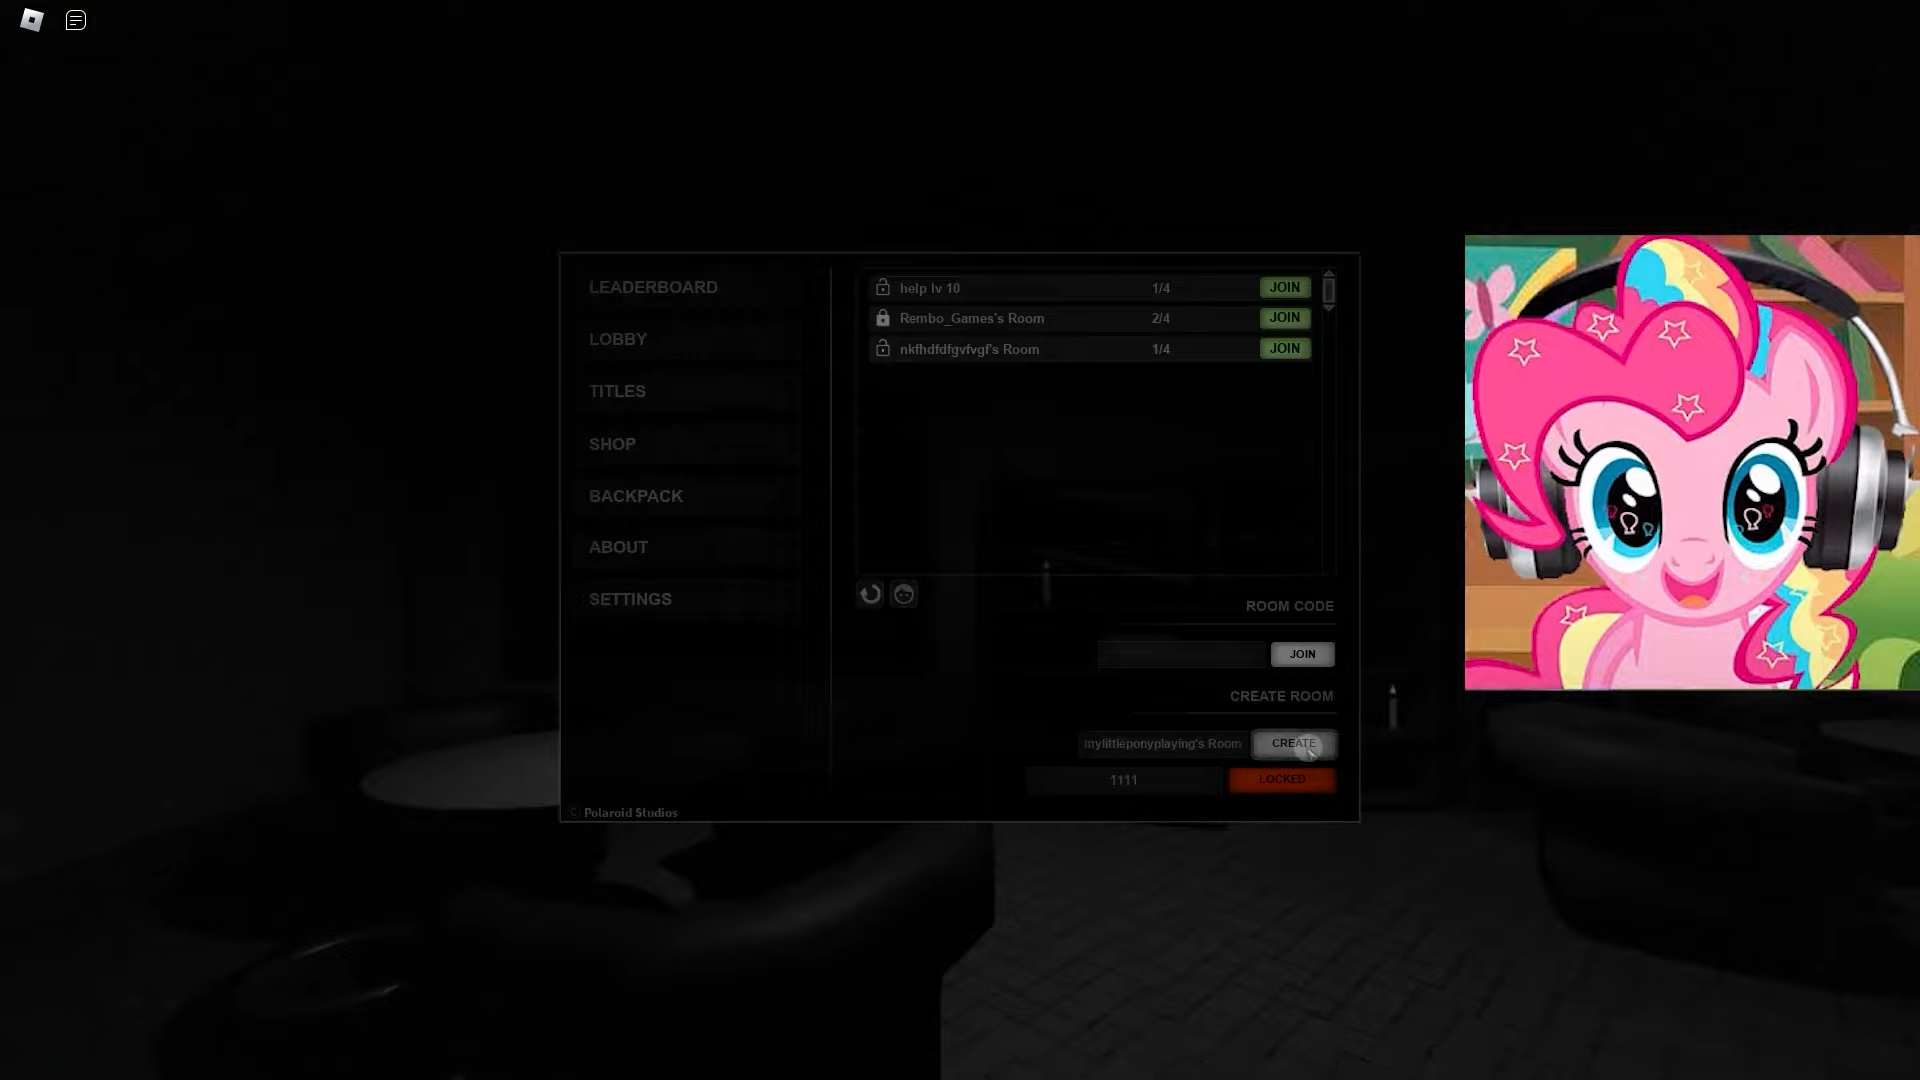 LEADERBOARD
LOBBY
TITLES
SHOP
BACKPACK
ABOUT
SETTINGS
© Polaroid Studios
help lv 10 1/4 JOIN
Rembo_Games's Room 2/4 JOIN
nkfhdfdfgvfvgf's Room 1/4 JOIN
ROOM CODE
JOIN
CREATE ROOM
mylittleponyplaying's Room CREATE
1111 LOCKED